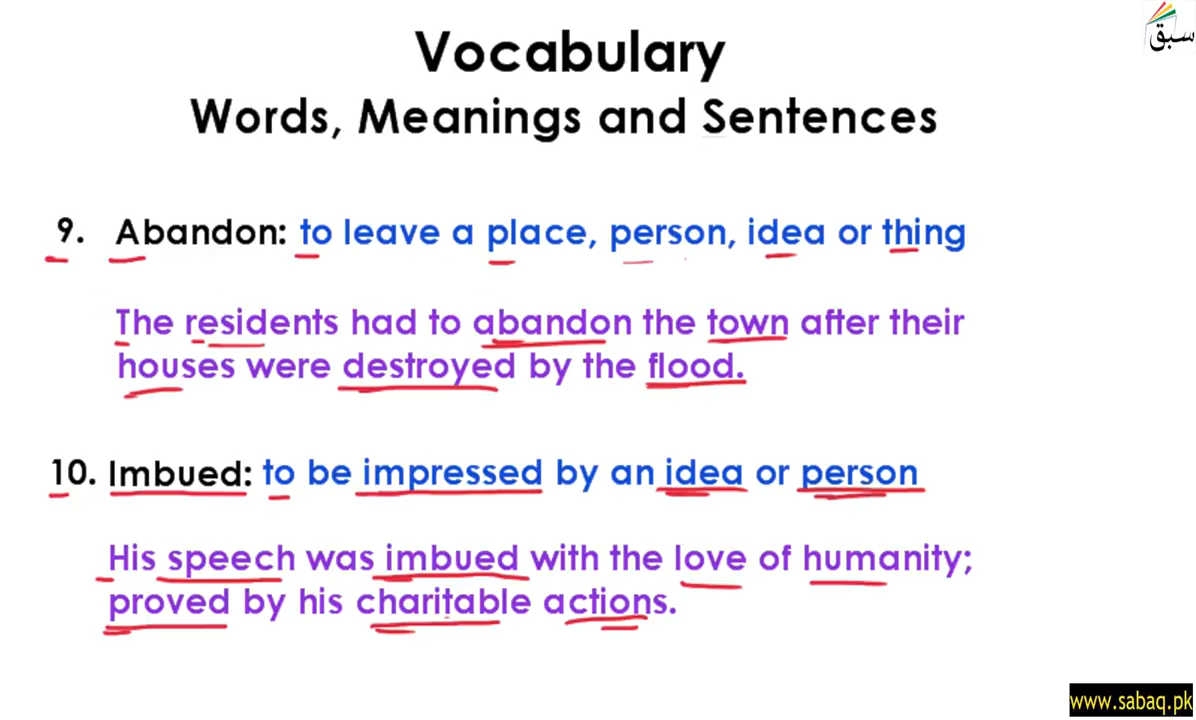 سبق
Vocabulary
Words, Meanings and Sentences
9. Abandon: to leave a place, person, idea or thing
The residents had to abandon the town after their
houses were destroyed by the flood.
10. Imbued: to be impressed by an idea or person
His speech was imbued with the love of humanity;
proved by his charitable actions.
www.sabaq.pk